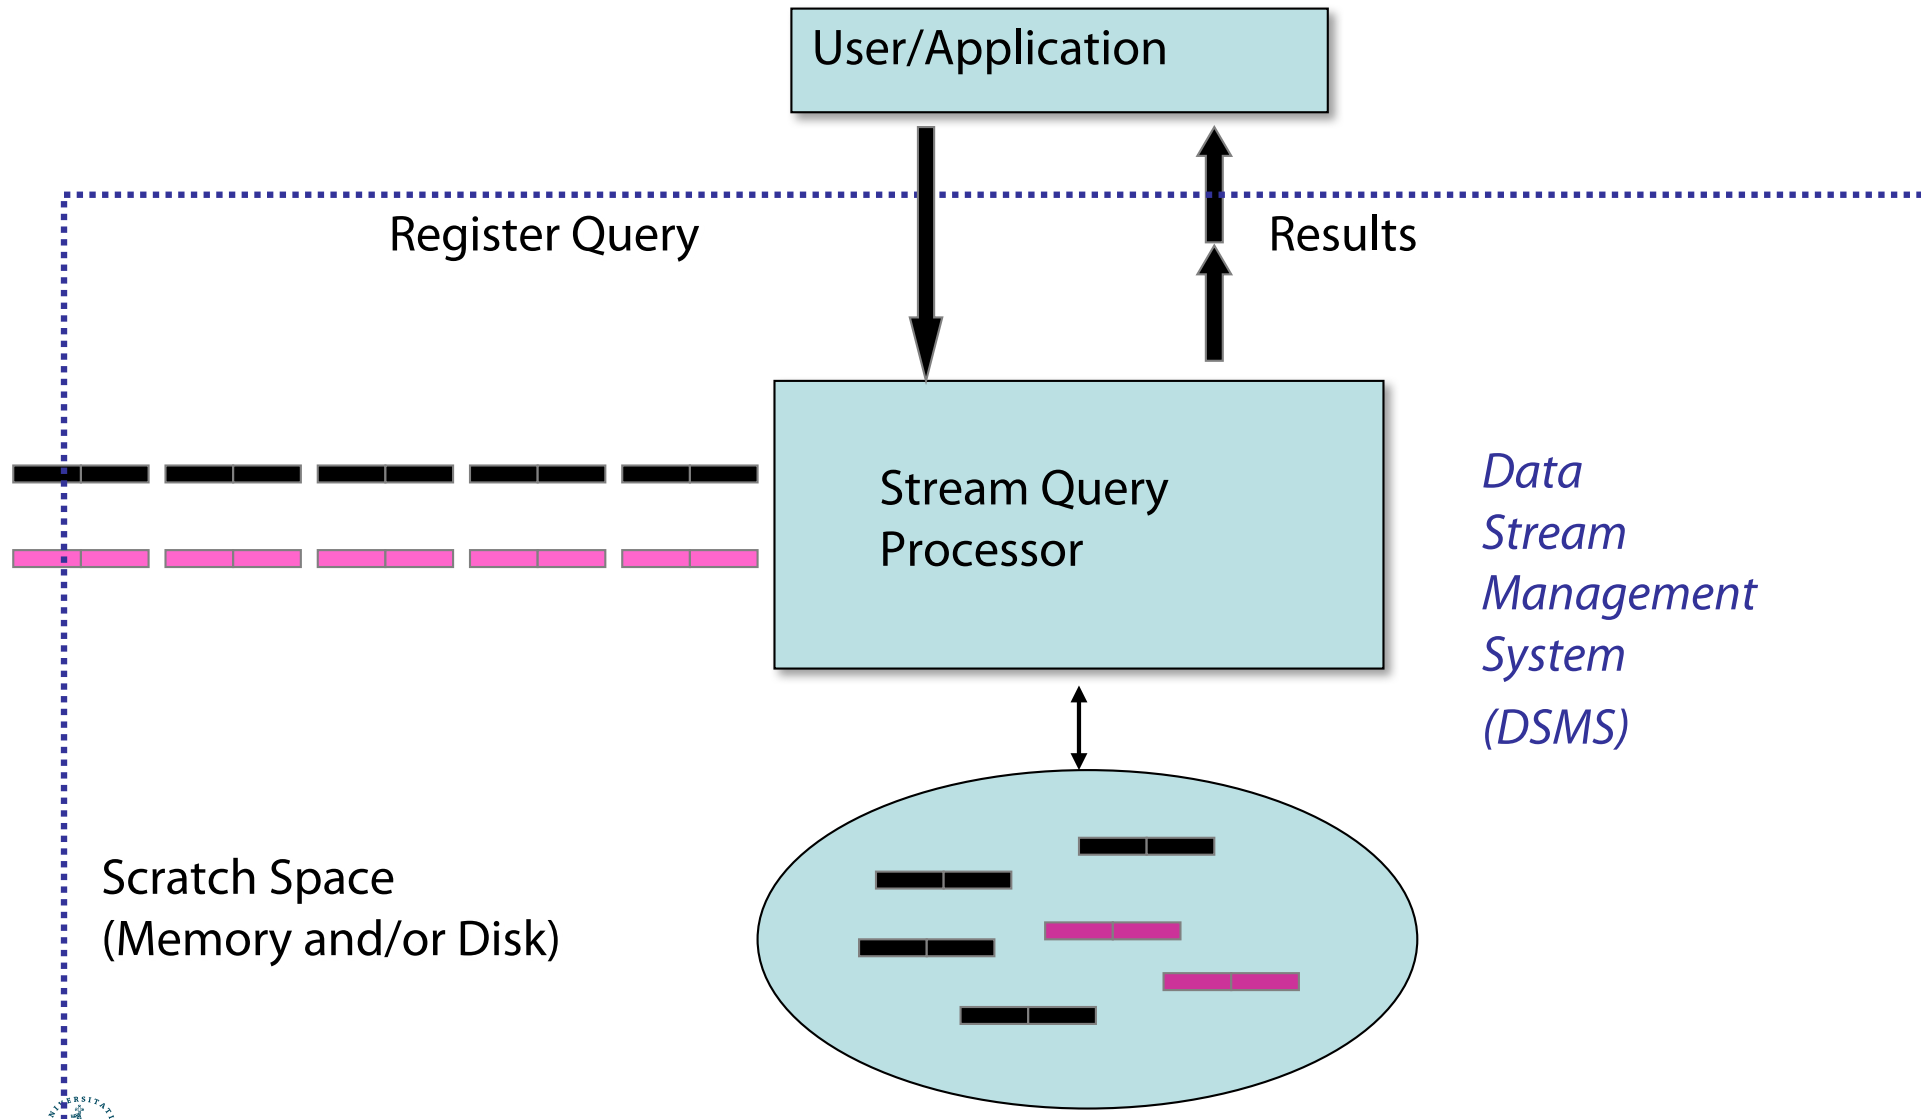 User/Application
Register Query
Results
Stream Query
Processor
Data
Stream
Management
System
(DSMS)
Scratch Space
(Memory and/or Disk)